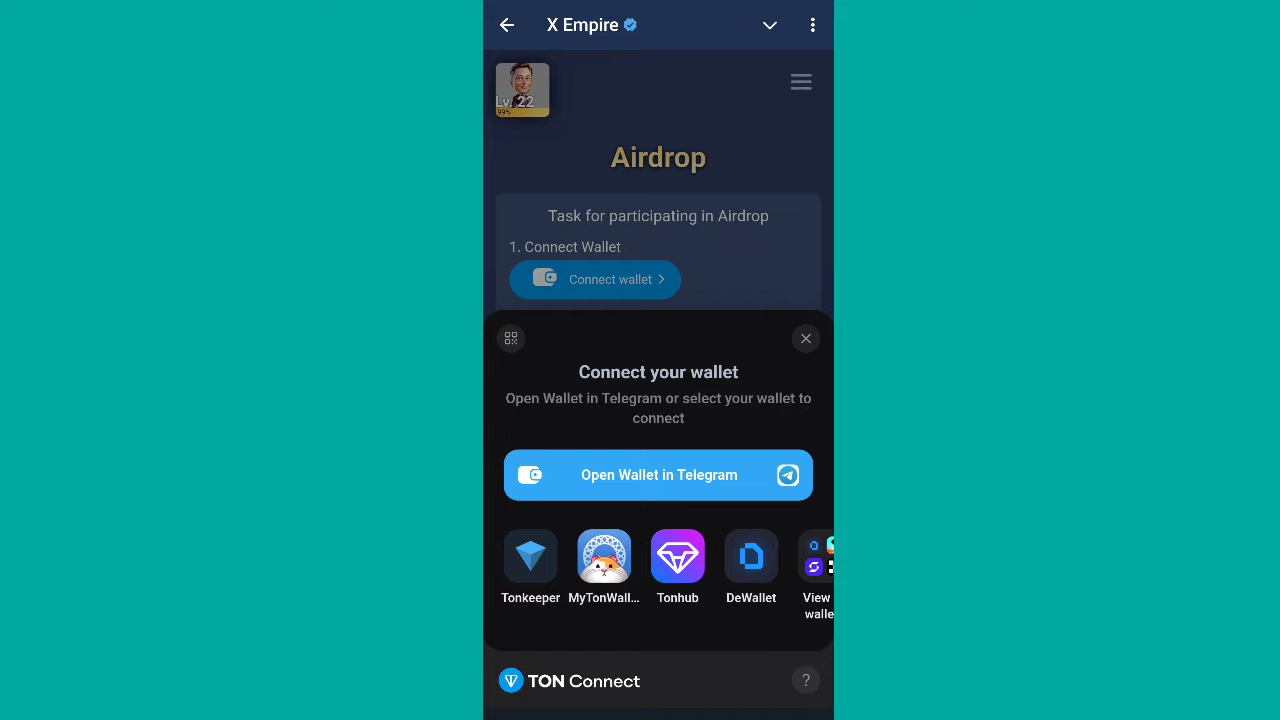 X Empire
Lv. 22
99%
Airdrop
Task for participating in Airdrop
1. Connect Wallet
Connect wallet
Connect your wallet
Open Wallet in Telegram or select your wallet to
connect
Open Wallet in Telegram
Tonkeeper
MyTonWall...
Tonhub
DeWallet
View
walle
TON Connect
?